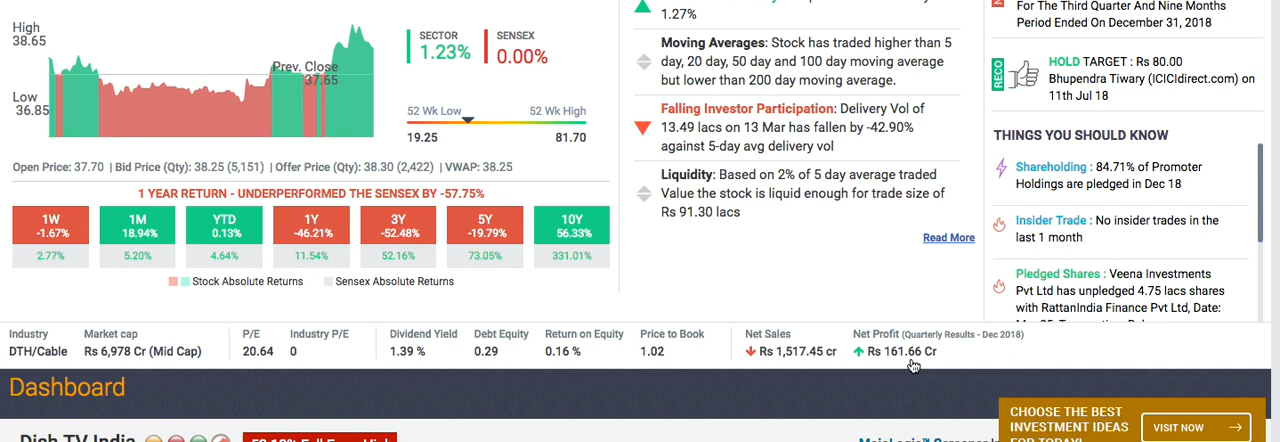 High
38.65
Prev. Close
37.65
Low
36.85
SECTOR
1.23%
SENSEX
0.00%
52 Wk Low
52 Wk High
19.25
81.70
Open Price: 37.70 | Bid Price (Qty): 38.25 (5,151) | Offer Price (Qty): 38.30 (2,422) | VWAP: 38.25
1 YEAR RETURN - UNDERPERFORMED THE SENSEX BY -57.75%
1W
-1.67%
2.77%
1M
18.94%
5.20%
YTD
0.13%
4.64%
1Y
-46.21%
11.54%
3Y
-52.48%
52.16%
5Y
-19.79%
73.05%
10Y
56.33%
331.01%
Stock Absolute Returns
Sensex Absolute Returns
1.27%
Moving Averages: Stock has traded higher than 5
day, 20 day, 50 day and 100 day moving average
but lower than 200 day moving average.
Falling Investor Participation: Delivery Vol of
13.49 lacs on 13 Mar has fallen by -42.90%
against 5-day avg delivery vol
Liquidity: Based on 2% of 5 day average traded
Value the stock is liquid enough for trade size of
Rs 91.30 lacs
Read More
For The Third Quarter And Nine Months
Period Ended On December 31, 2018
RECO
HOLD TARGET : Rs 80.00
Bhupendra Tiwary (ICICIdirect.com) on
11th Jul 18
THINGS YOU SHOULD KNOW
Shareholding : 84.71% of Promoter
Holdings are pledged in Dec 18
Insider Trade : No insider trades in the
last 1 month
Pledged Shares : Veena Investments
Pvt Ltd has unpledged 4.75 lacs shares
with RattanIndia Finance Pvt Ltd, Date:
Industry
DTH/Cable
Market cap
Rs 6,978 Cr (Mid Cap)
P/E
20.64
Industry P/E
0
Dividend Yield
1.39 %
Debt Equity
0.29
Return on Equity
0.16 %
Price to Book
1.02
Net Sales
Rs 1,517.45 cr
Net Profit (Quarterly Results - Dec 2018)
Rs 161.66 Cr
Dashboard
Dish TV India
CHOOSE THE BEST
INVESTMENT IDEAS
FOR TODAY!
VISIT NOW